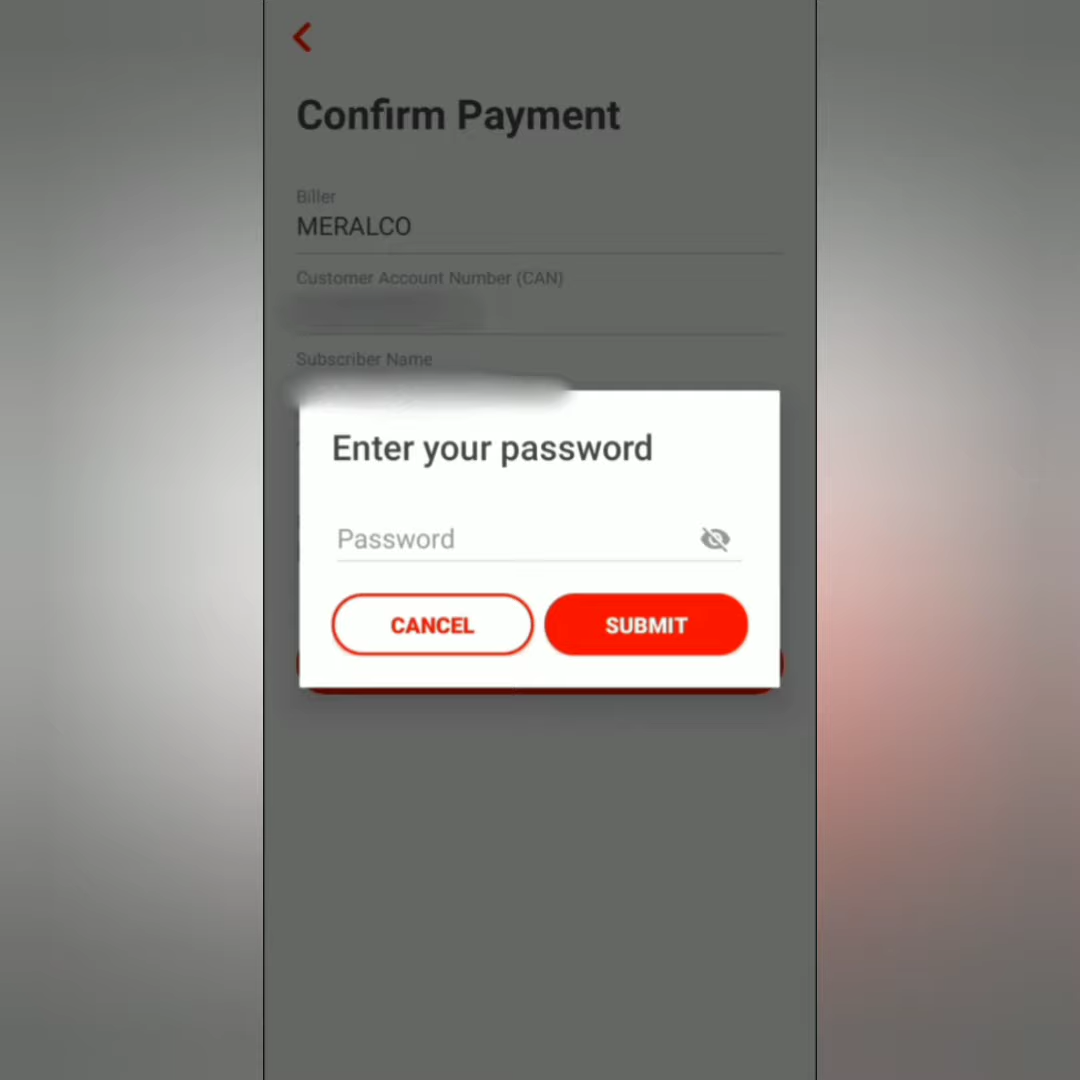 Confirm Payment
Biller
MERALCO
Customer Account Number (CAN)
Subscriber Name
Enter your password
Password
CANCEL
SUBMIT